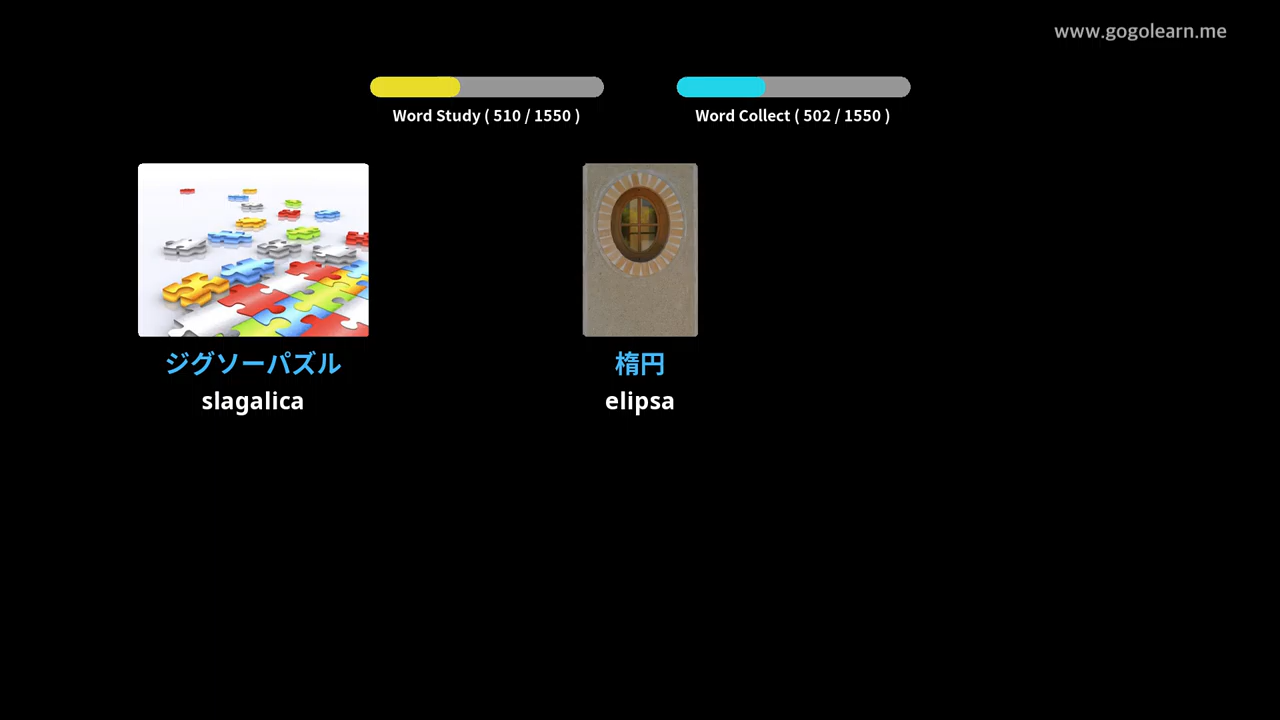 www.gogolearn.me
Word Study ( 510 / 1550 )
Word Collect ( 502 / 1550 )
ジグソーパズル
slagalica
楕円
elipsa